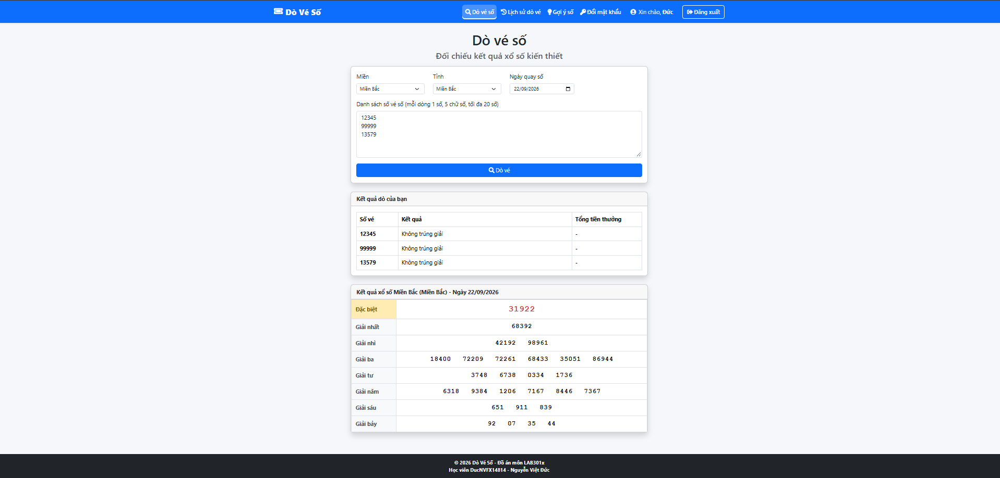 Dò Vé Số
Dò vé số Lịch sử dò vé Gợi ý số Đổi mật khẩu Xin chào, Đức Đăng xuất
Dò vé số
Đối chiếu kết quả xổ số kiến thiết
Miền Tỉnh Ngày quay số
Miền Bắc Miền Bắc 22/09/2026
Danh sách số vé số (mỗi dòng 1 số, 5 chữ số, tối đa 20 số)
12345
99999
13579
Dò vé
Kết quả dò của bạn
Số vé Kết quả Tổng tiền thưởng
12345 Không trúng giải -
99999 Không trúng giải -
13579 Không trúng giải -
Kết quả xổ số Miền Bắc (Miền Bắc) - Ngày 22/09/2026
Đặc biệt 31922
Giải nhất 68392
Giải nhì 42192 98961
Giải ba 18400 72209 72261 68433 35051 86944
Giải tư 3748 6738 0334 1736
Giải năm 6318 9384 1206 7167 8446 7367
Giải sáu 651 911 839
Giải bảy 92 07 35 44
© 2026 Dò Vé Số - Đồ án môn LAB301x
Học viên DucNVFX14814 - Nguyễn Việt Đức